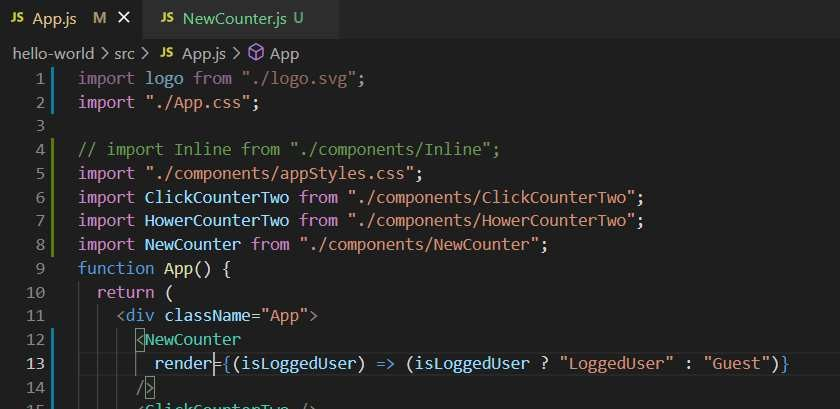 JS App.js M × JS NewCounter.js U
hello-world > src > JS App.js > App
1 import logo from "./logo.svg";
2 import "./App.css";
3
4 // import Inline from "./components/Inline";
5 import "./components/appStyles.css";
6 import ClickCounterTwo from "./components/ClickCounterTwo";
7 import HowerCounterTwo from "./components/HowerCounterTwo";
8 import NewCounter from "./components/NewCounter";
9 function App() {
10 return (
11 <div className="App">
12 <NewCounter
13 render={(isLoggedUser) => (isLoggedUser ? "LoggedUser" : "Guest")}
14 />
<ClickCounterTwo />